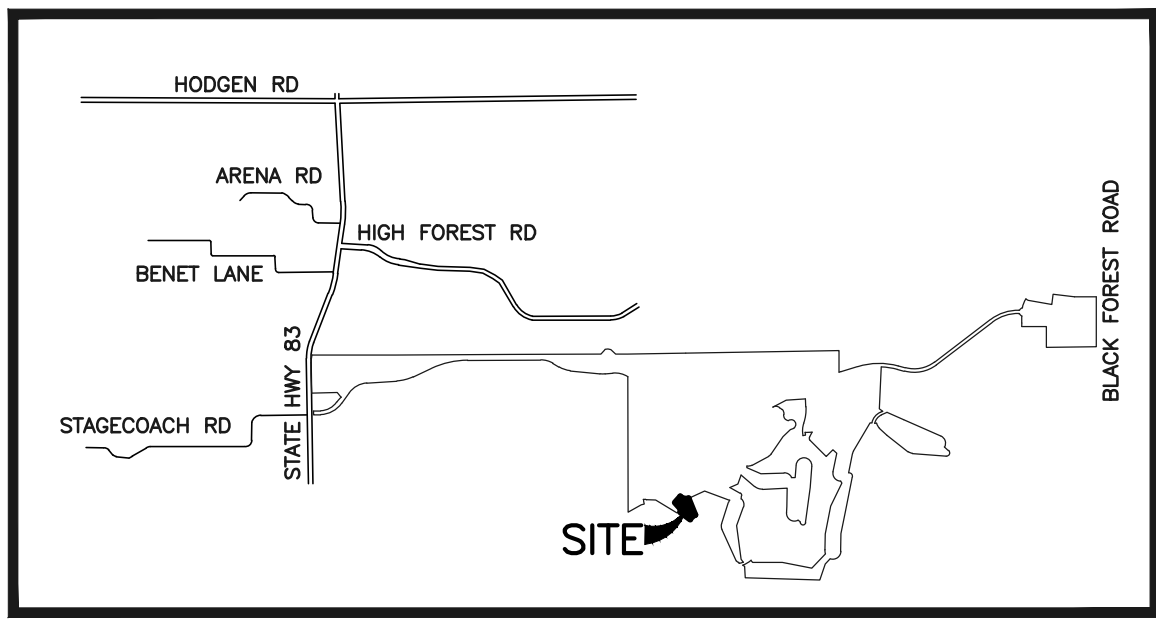 HODGEN RD
ARENA RD
HIGH FOREST RD
BENET LANE
BLACK FOREST ROAD
STATE HWY 83
STAGECOACH RD
SITE